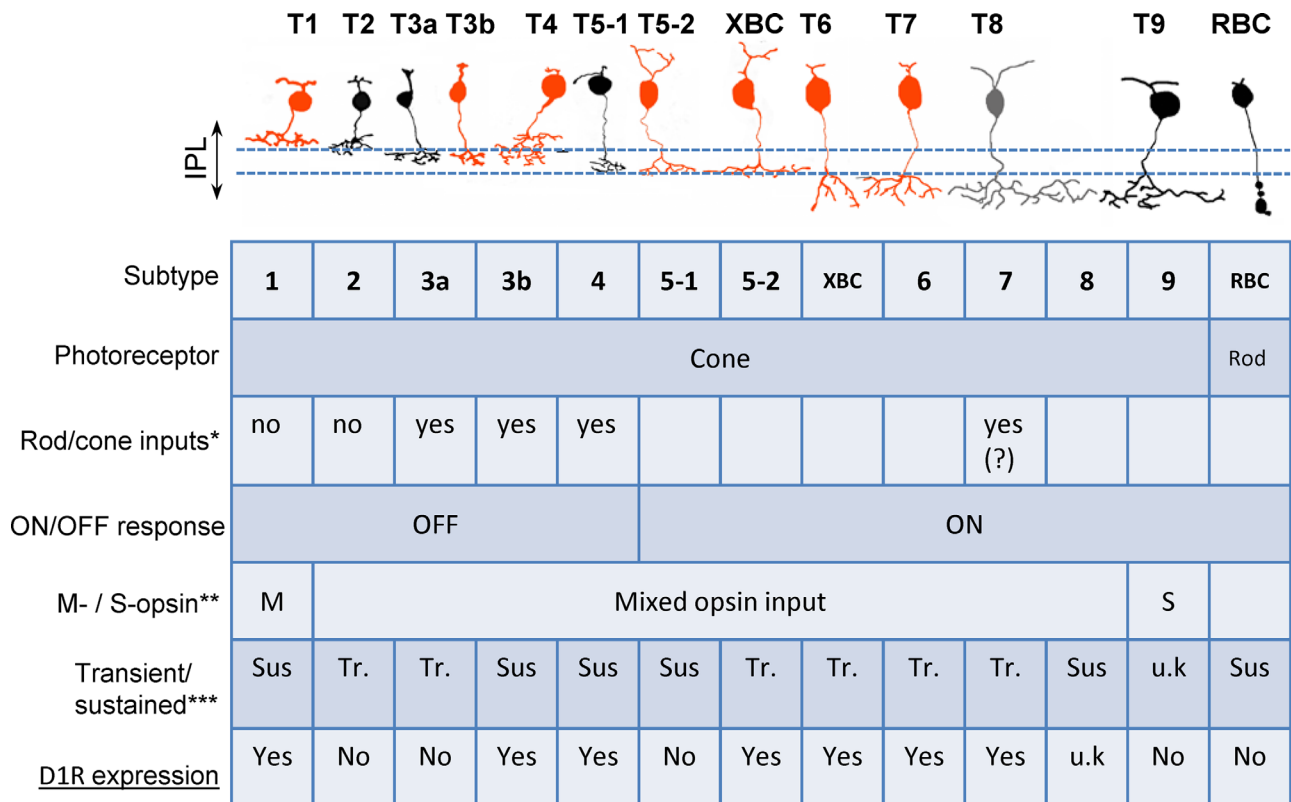 T1 T2 T3a T3b T4 T5-1 T5-2 XBC T6 T7 T8 T9 RBC
IPL
Subtype 1 2 3a 3b 4 5-1 5-2 XBC 6 7 8 9 RBC
Photoreceptor Cone Rod
Rod/cone inputs* no no yes yes yes yes
(?)
ON/OFF response OFF ON
M- / S-opsin** M Mixed opsin input S
Transient/ Sus Tr. Tr. Sus Sus Sus Tr. Tr. Tr. Tr. Sus u.k Sus
sustained***
D1R expression Yes No No Yes Yes No Yes Yes Yes Yes u.k No No